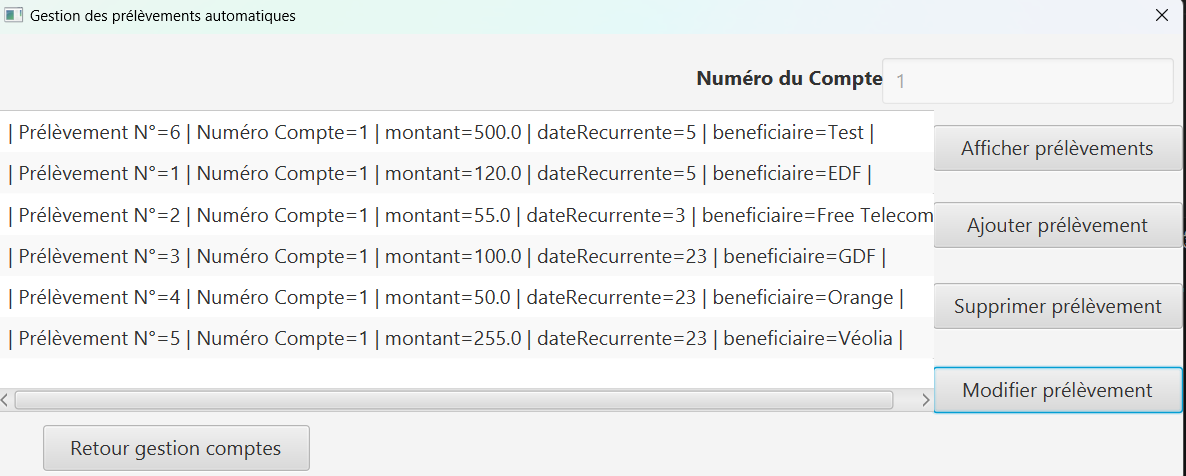 Gestion des prélèvements automatiques
Numéro du Compte 1
| Prélèvement N°=6 | Numéro Compte=1 | montant=500.0 | dateRecurrente=5 | beneficiaire=Test |
| Prélèvement N°=1 | Numéro Compte=1 | montant=120.0 | dateRecurrente=5 | beneficiaire=EDF |
| Prélèvement N°=2 | Numéro Compte=1 | montant=55.0 | dateRecurrente=3 | beneficiaire=Free Telecom
| Prélèvement N°=3 | Numéro Compte=1 | montant=100.0 | dateRecurrente=23 | beneficiaire=GDF |
| Prélèvement N°=4 | Numéro Compte=1 | montant=50.0 | dateRecurrente=23 | beneficiaire=Orange |
| Prélèvement N°=5 | Numéro Compte=1 | montant=255.0 | dateRecurrente=23 | beneficiaire=Véolia |
Afficher prélèvements
Ajouter prélèvement
Supprimer prélèvement
Modifier prélèvement
Retour gestion comptes